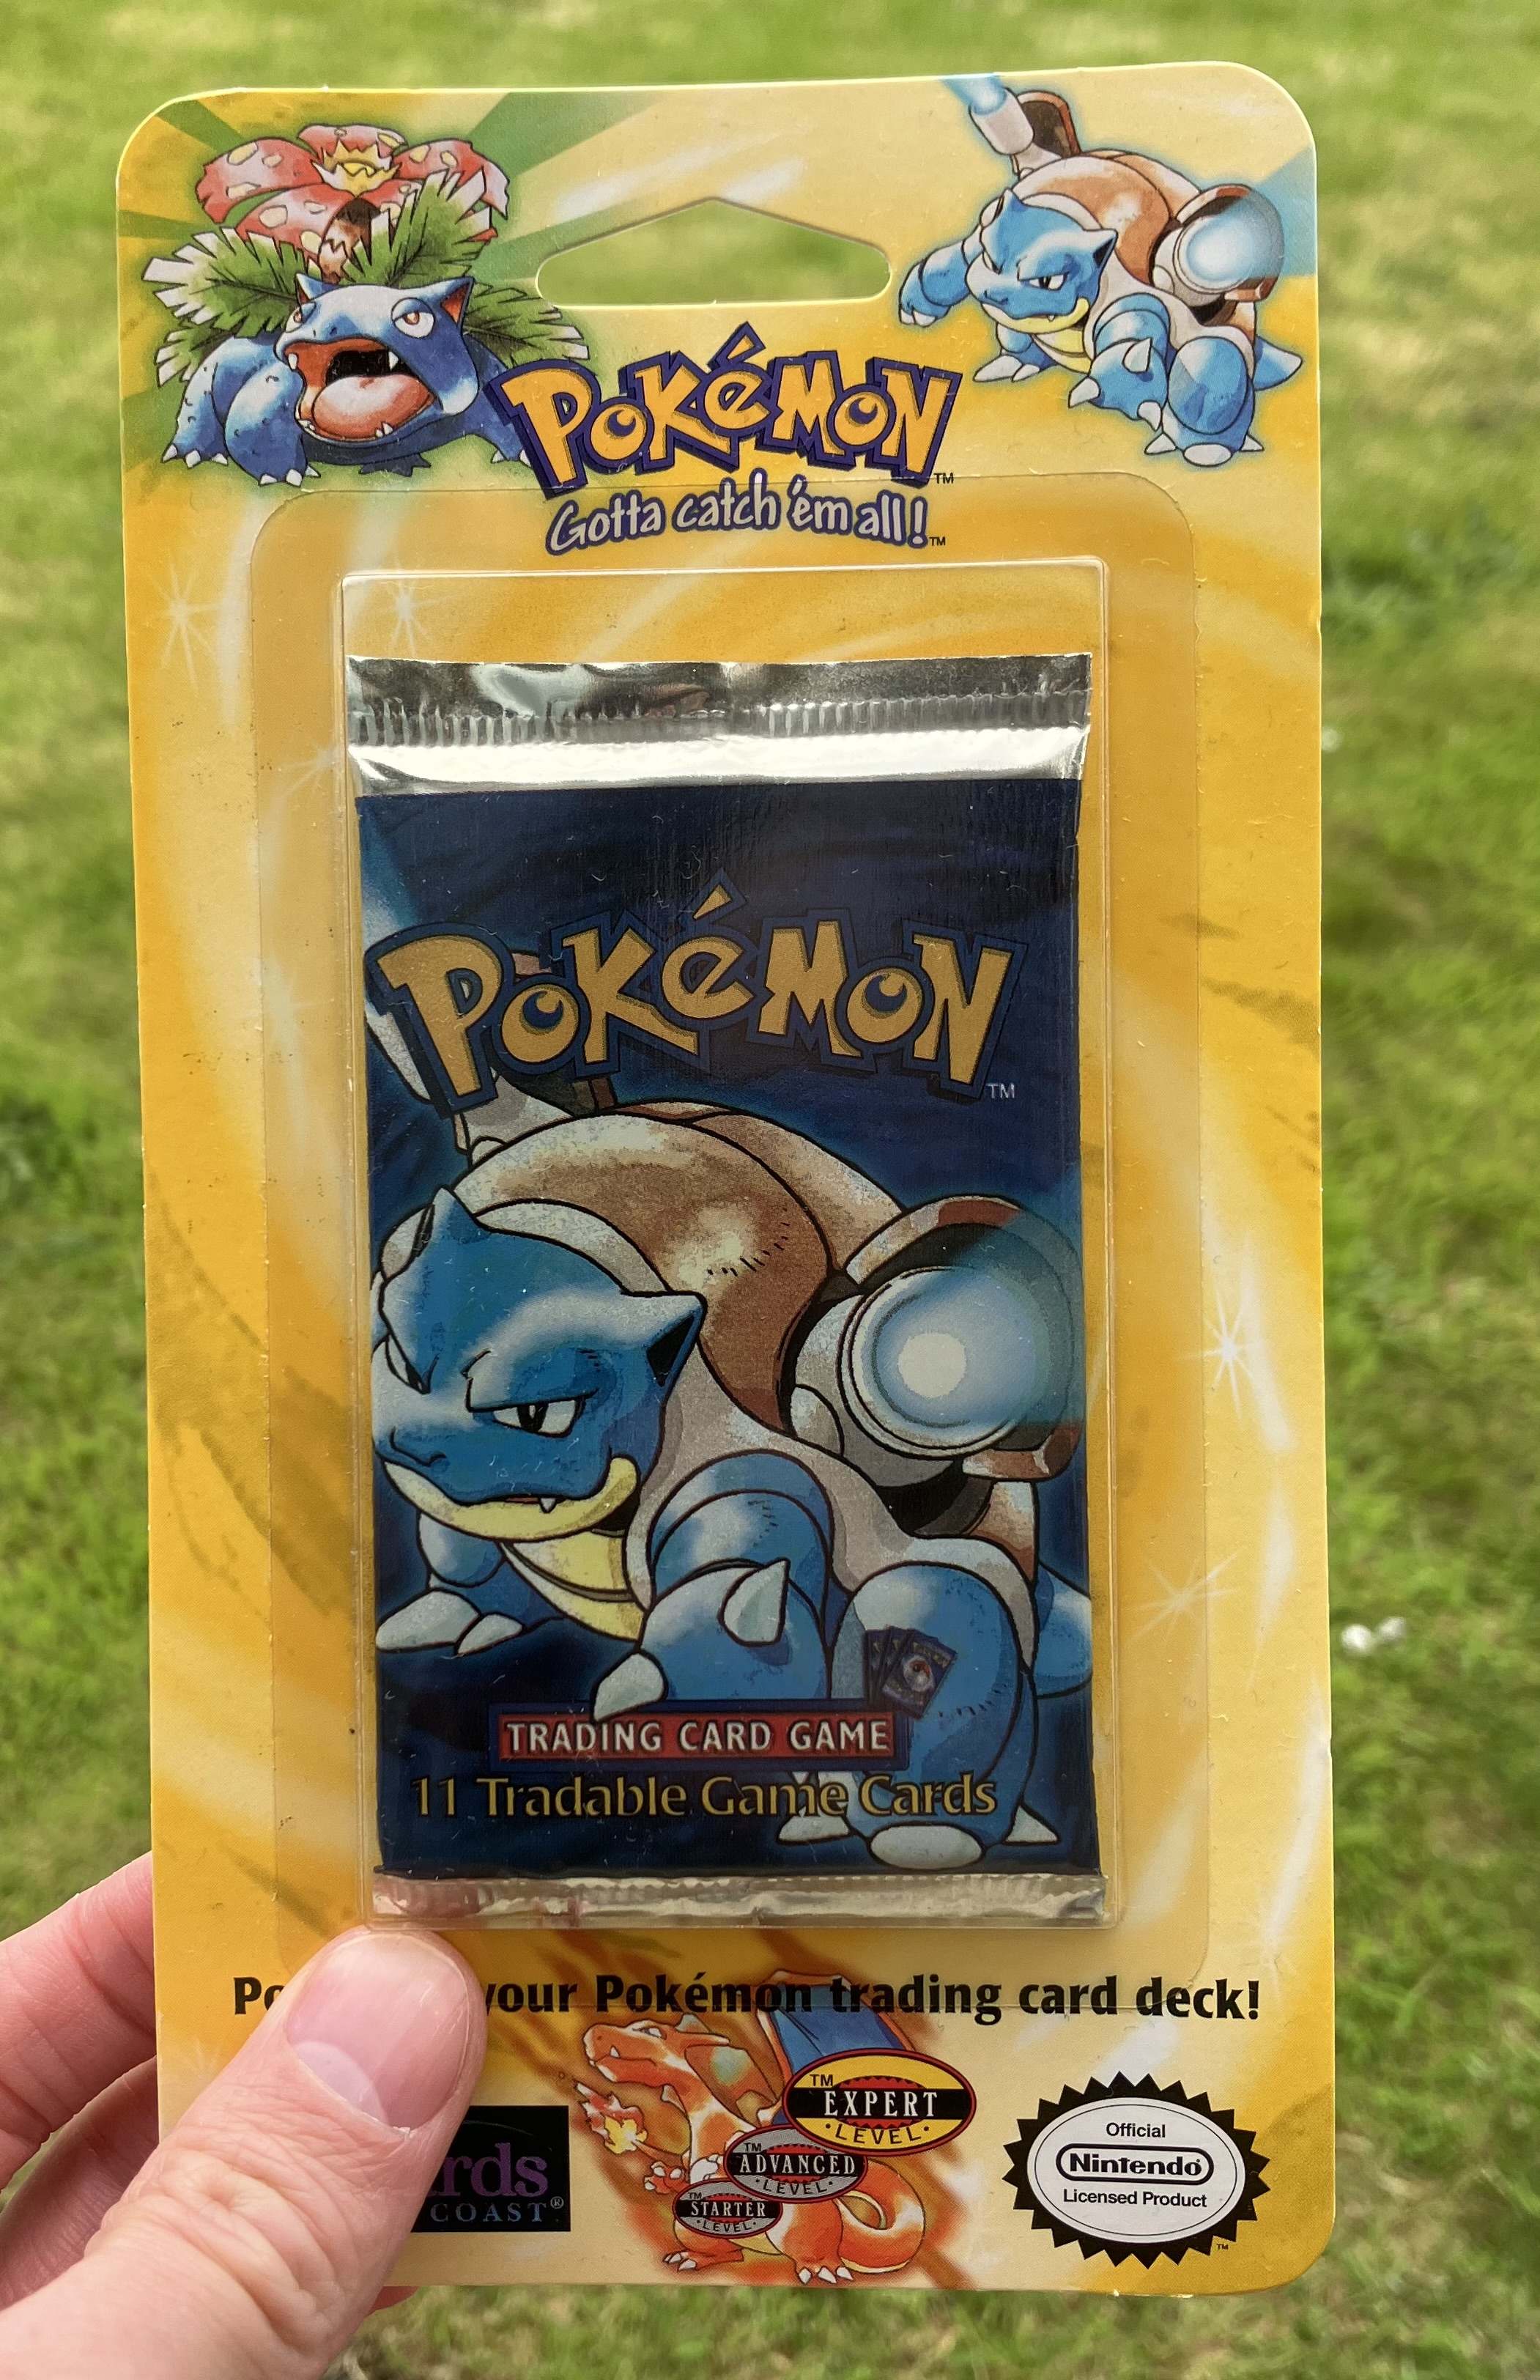 POKéMON™
Gotta catch 'em all!™
POKéMON™
TRADING CARD GAME
11 Tradable Game Cards
your Pokémon trading card deck!
™
EXPERT
LEVEL
™
ADVANCED
LEVEL
™
STARTER
LEVEL
COAST®
Official
Nintendo®
Licensed Product
™